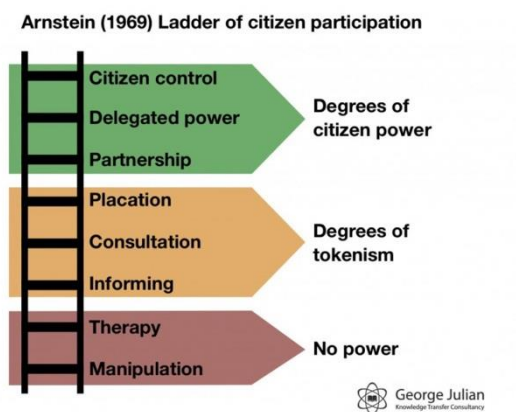 Arnstein (1969) Ladder of citizen participation
Citizen control
Delegated power
Partnership
Degrees of
citizen power
Placation
Consultation
Informing
Degrees of
tokenism
Therapy
Manipulation
No power
George Julian
Knowledge Transfer Consultancy